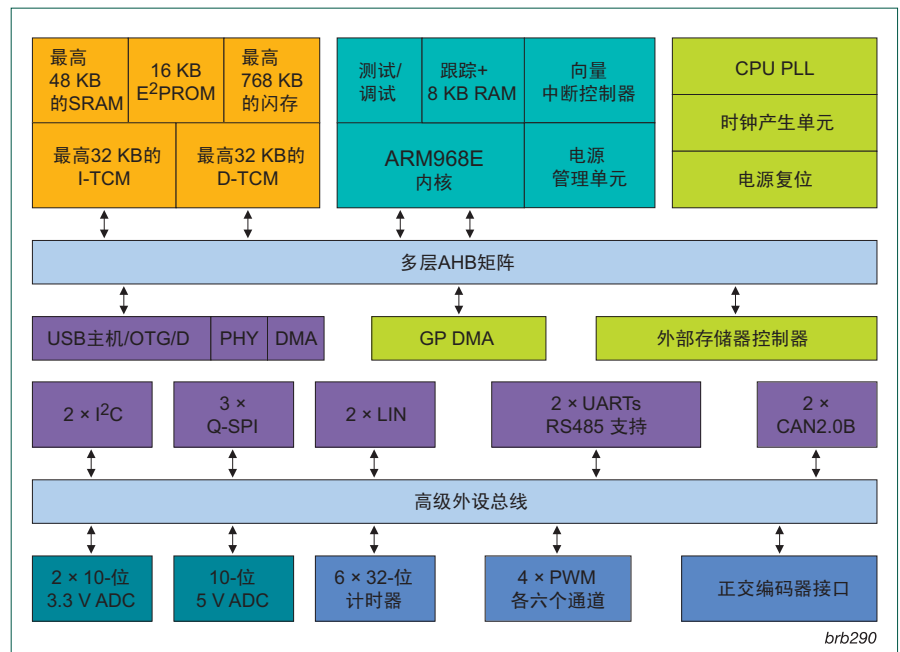 最高
48 KB
的SRAM
16 KB
E²PROM
最高
768 KB
的闪存
最高32 KB的
I-TCM
最高32 KB的
D-TCM
测试/
调试
跟踪+
8 KB RAM
向量
中断控制器
ARM968E
内核
电源
管理单元
CPU PLL
时钟产生单元
电源复位
多层AHB矩阵
USB主机/OTG/D
PHY
DMA
GP DMA
外部存储器控制器
2 × I²C
3 ×
Q-SPI
2 × LIN
2 × UARTs
RS485 支持
2 ×
CAN2.0B
高级外设总线
2 × 10-位
3.3 V ADC
10-位
5 V ADC
6 × 32-位
计时器
4 × PWM
各六个通道
正交编码器接口
brb290